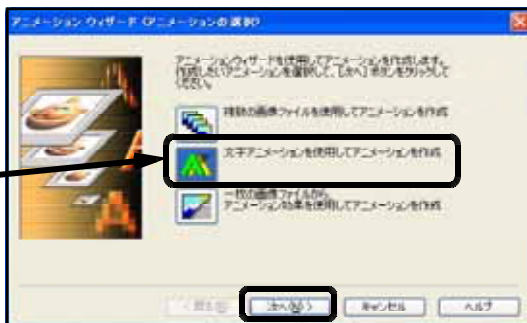 アニメーション ウィザード (アニメーションの選択)
アニメーションウィザードを使用してアニメーションを作成します。
作成したいアニメーションを選択して、[次へ] ボタンをクリックして
ください。
複数の画像ファイルを使用してアニメーションを作成
文字アニメーションを使用してアニメーションを作成
一枚の画像ファイルから、
アニメーション効果を使用してアニメーションを作成
< 戻る(B)
次へ(N) >
キャンセル
ヘルプ